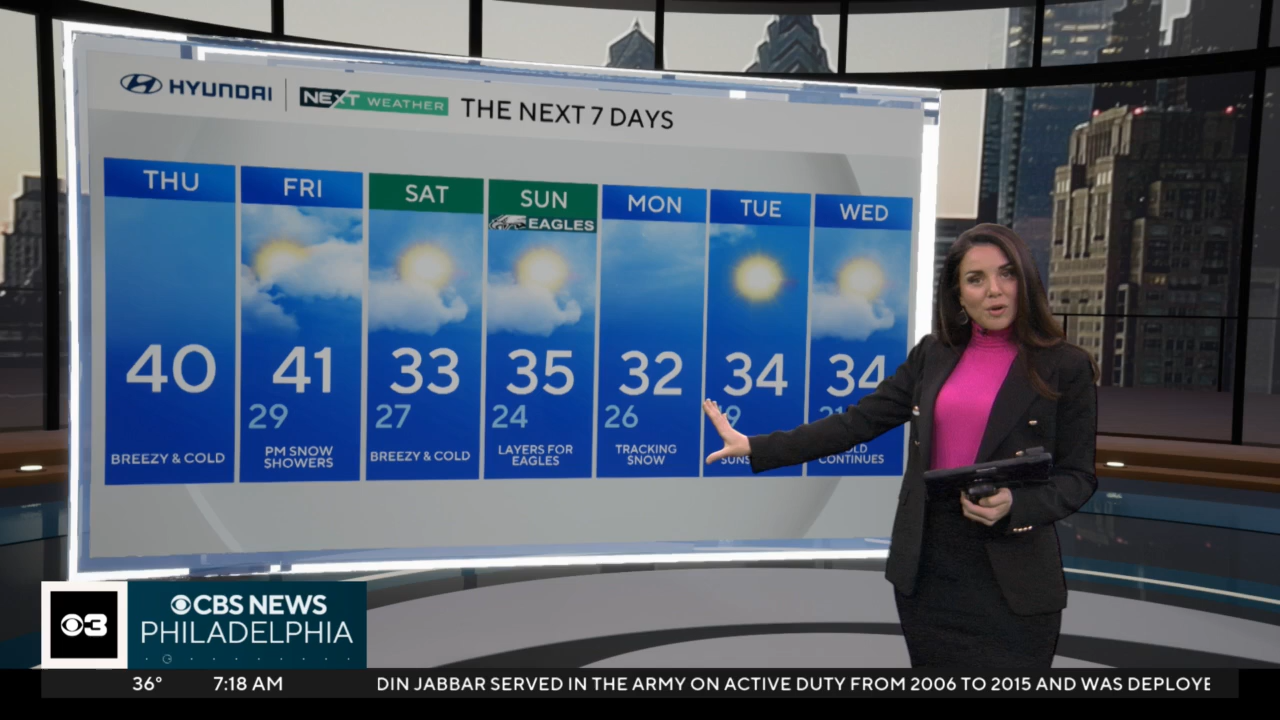 HYUNDAI NEXT WEATHER THE NEXT 7 DAYS
THU FRI SAT SUN MON TUE WED
EAGLES
40 41 33 35 32 34 34
29 27 24 26
BREEZY & COLD
PM SNOW
SHOWERS
BREEZY & COLD
LAYERS FOR
EAGLES
TRACKING
SNOW
CONTINUES
3
CBS NEWS
PHILADELPHIA
36° 7:18 AM DIN JABBAR SERVED IN THE ARMY ON ACTIVE DUTY FROM 2006 TO 2015 AND WAS DEPLOYE